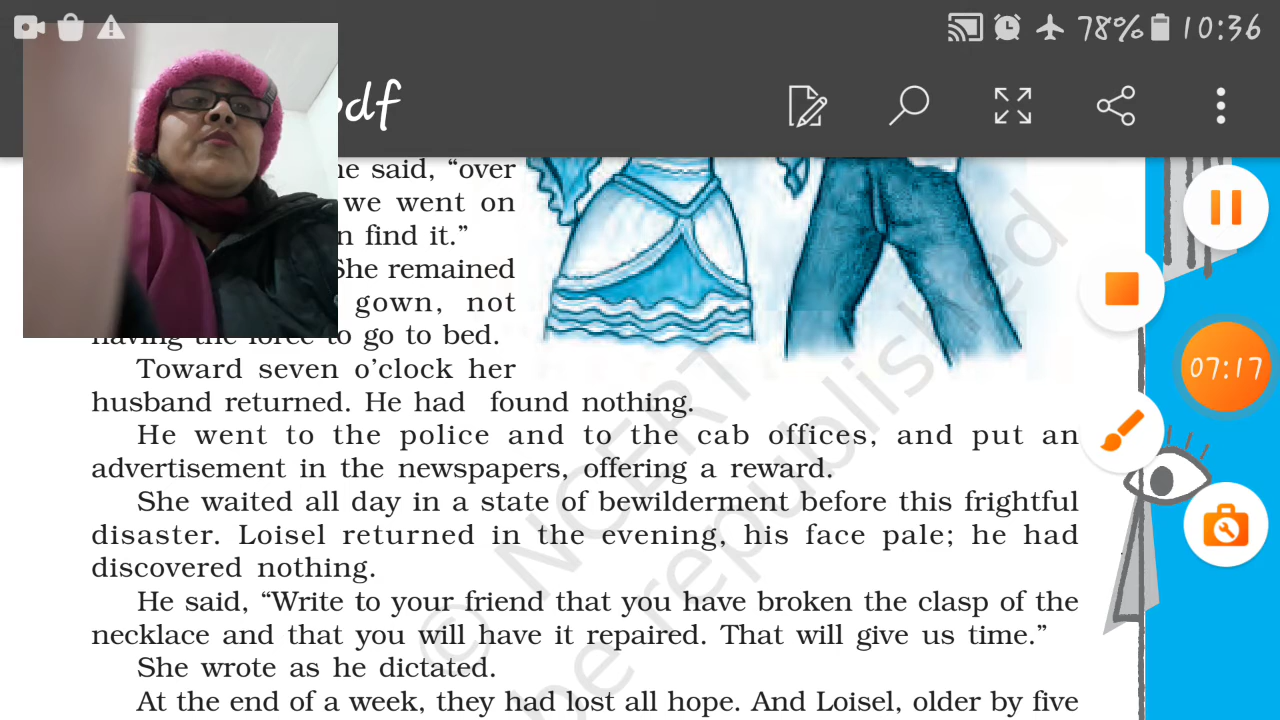 78% 10:36
pdf
he said, "over
we went on
n find it."
She remained
gown, not
having the force to go to bed.
Toward seven o'clock her
husband returned. He had found nothing.
He went to the police and to the cab offices, and put an
advertisement in the newspapers, offering a reward.
She waited all day in a state of bewilderment before this frightful
disaster. Loisel returned in the evening, his face pale; he had
discovered nothing.
He said, "Write to your friend that you have broken the clasp of the
necklace and that you will have it repaired. That will give us time."
She wrote as he dictated.
At the end of a week, they had lost all hope. And Loisel, older by five
07:17
© NCERT
be republished